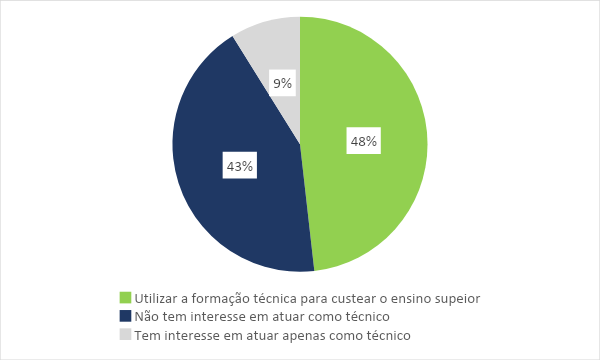 9%
48%
43%
Utilizar a formação técnica para custear o ensino supeior
Não tem interesse em atuar como técnico
Tem interesse em atuar apenas como técnico